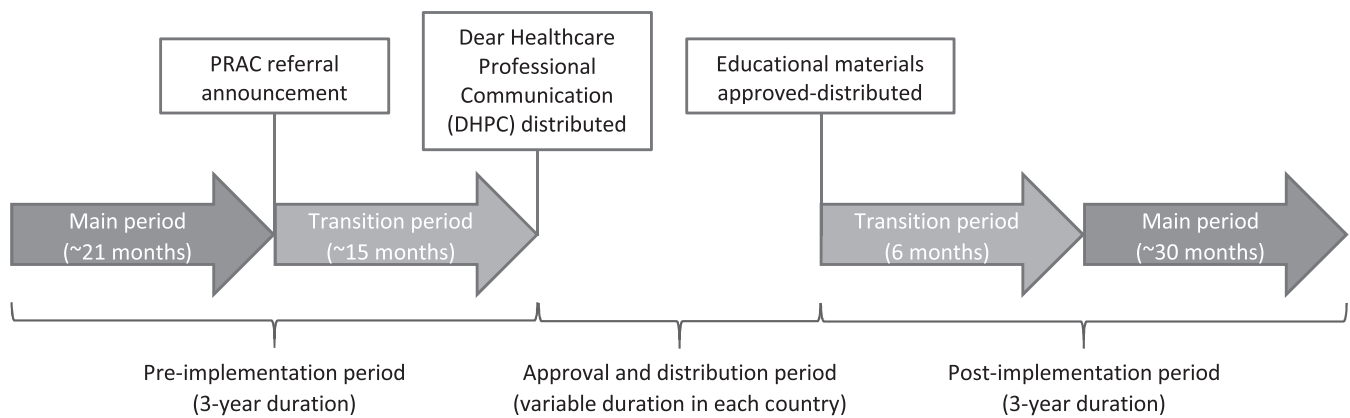 PRAC referral
announcement
Dear Healthcare
Professional
Communication
(DHPC) distributed
Educational materials
approved-distributed
Main period
(~21 months)
Transition period
(~15 months)
Transition period
(6 months)
Main period
(~30 months)
Pre-implementation period
(3-year duration)
Approval and distribution period
(variable duration in each country)
Post-implementation period
(3-year duration)